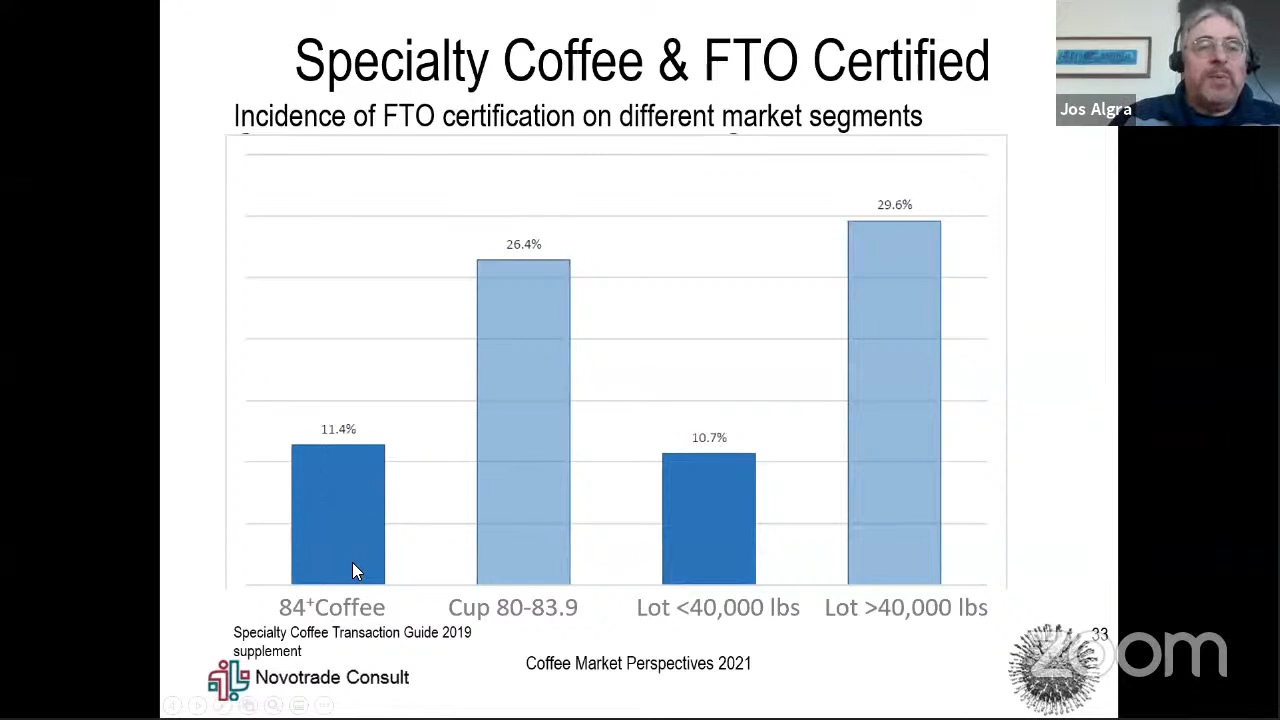 Specialty Coffee & FTO Certified
Jos Algra
Incidence of FTO certification on different market segments
29.6%
26.4%
11.4%
10.7%
84⁺Coffee
Cup 80-83.9
Lot <40,000 lbs
Lot >40,000 lbs
Specialty Coffee Transaction Guide 2019
supplement
33
Coffee Market Perspectives 2021
Novotrade Consult
zoom